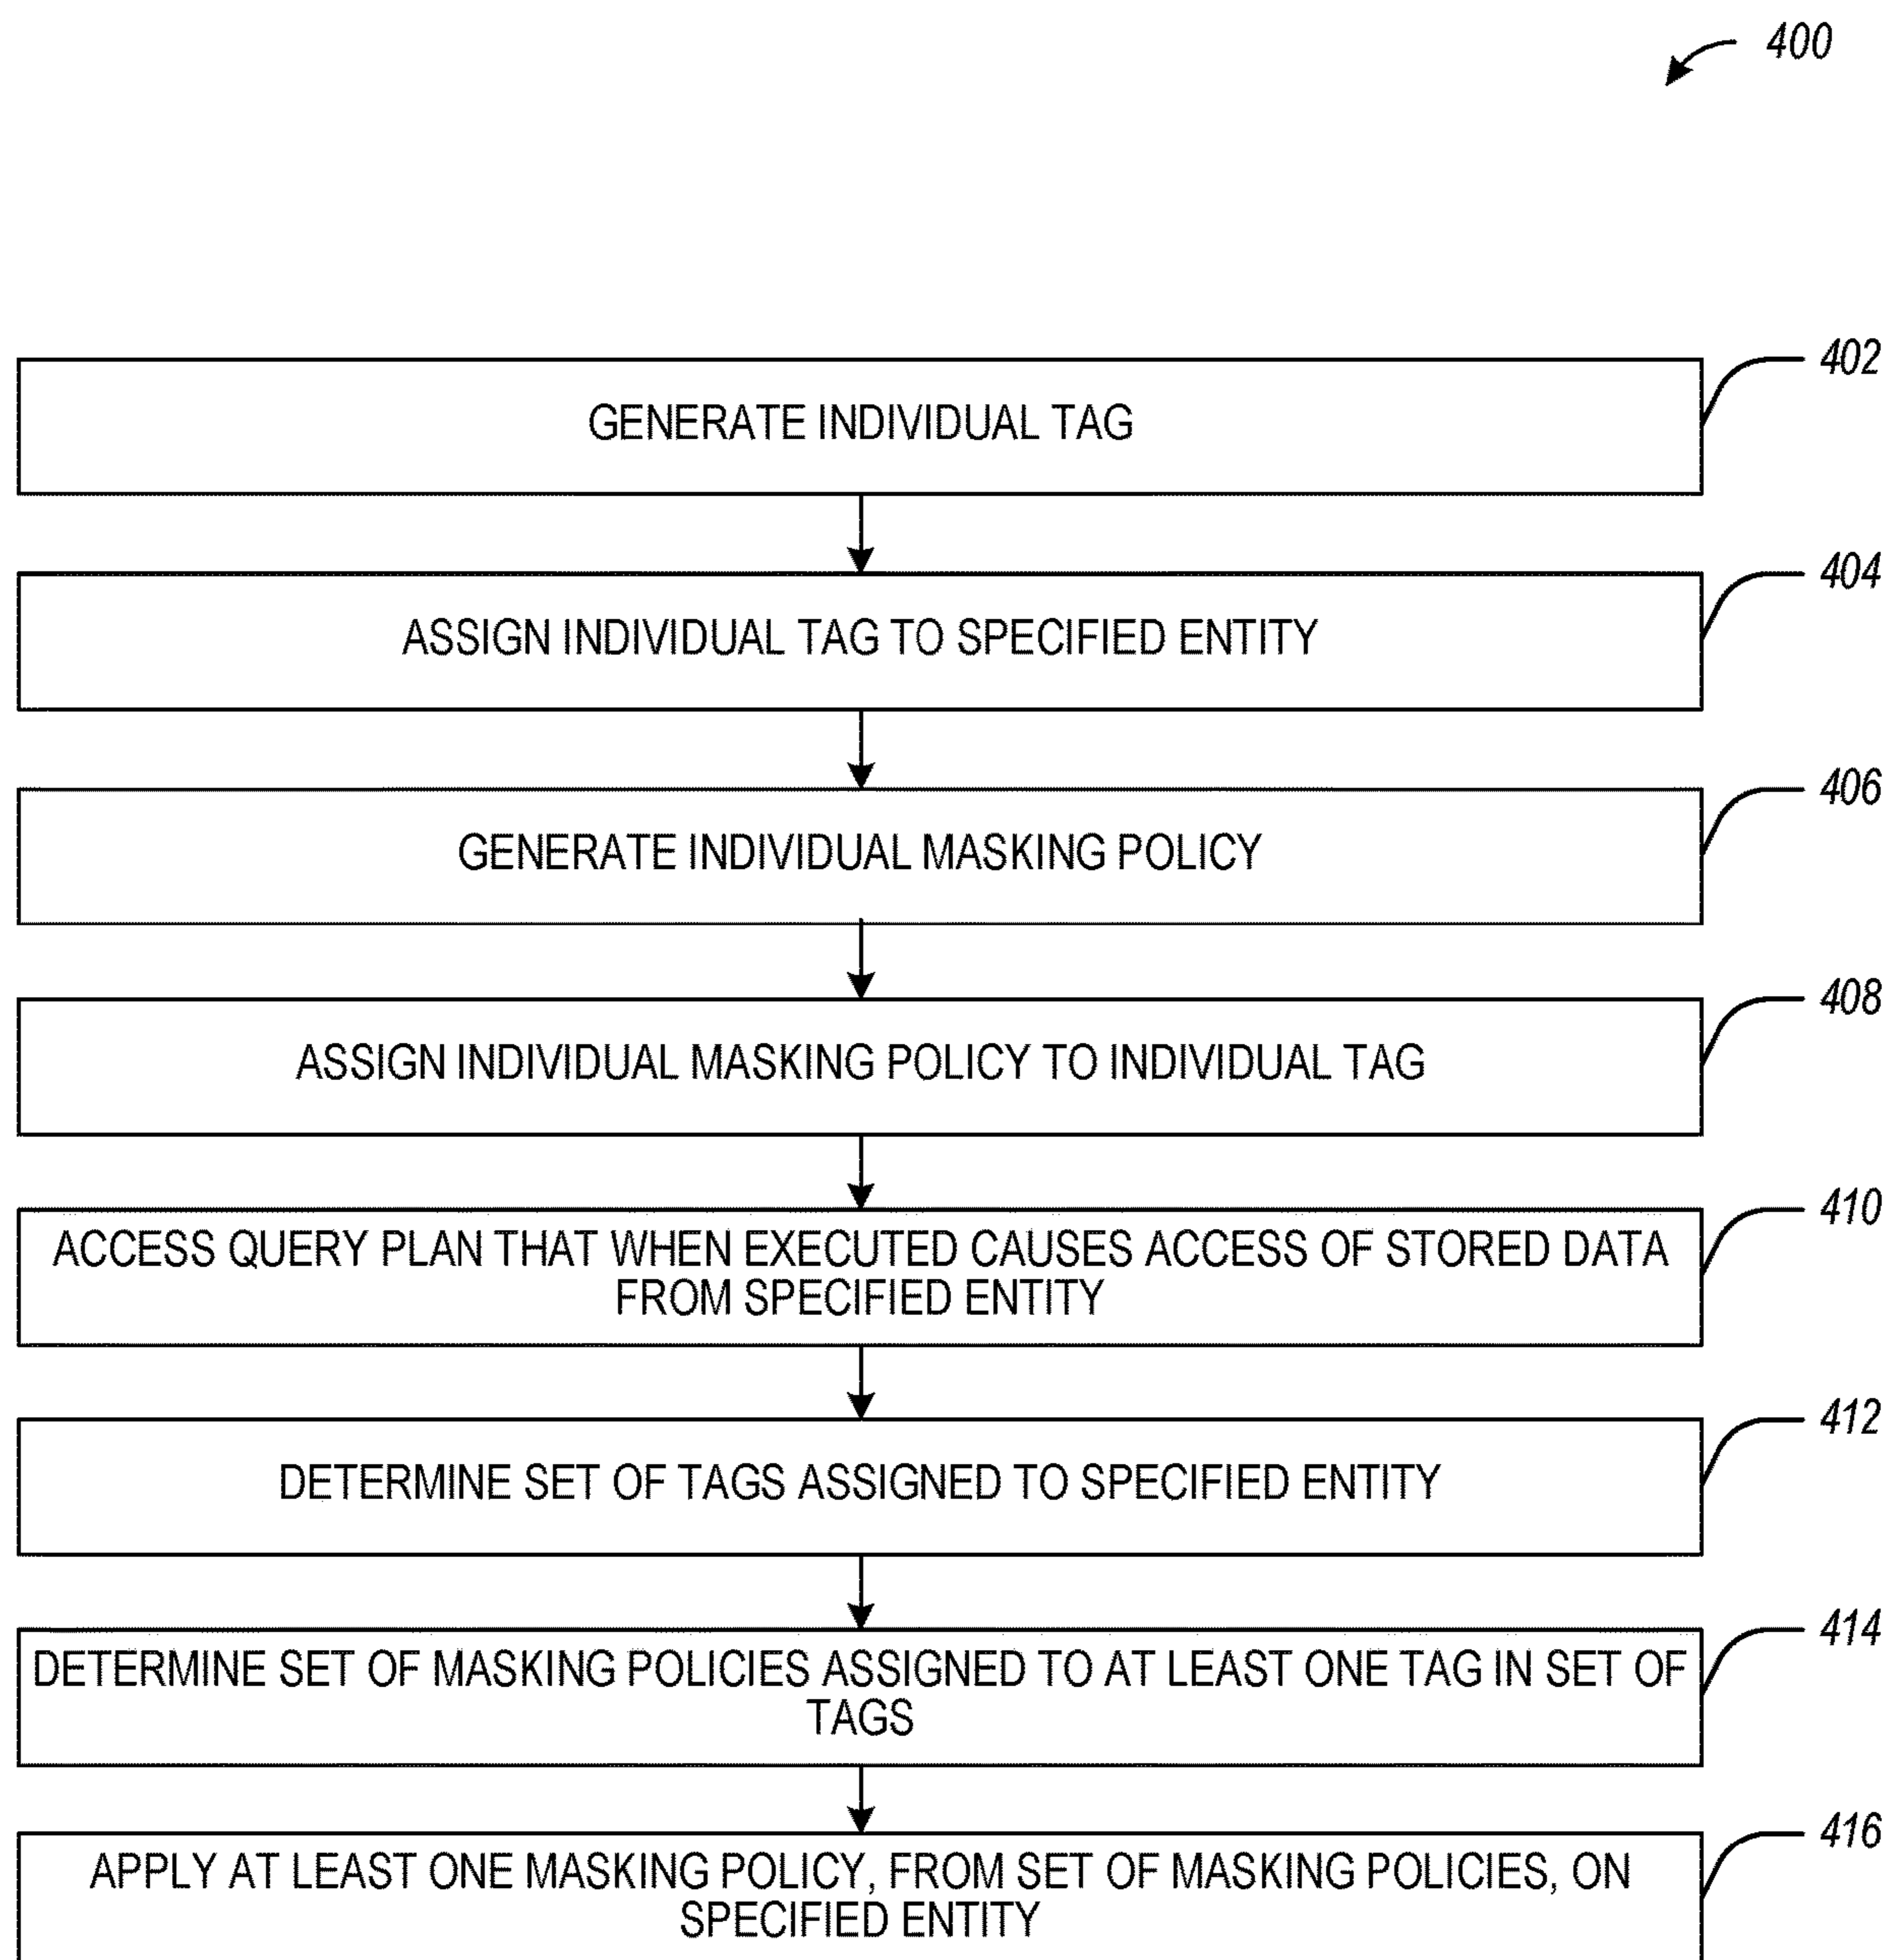 400
402
GENERATE INDIVIDUAL TAG
404
ASSIGN INDIVIDUAL TAG TO SPECIFIED ENTITY
406
GENERATE INDIVIDUAL MASKING POLICY
408
ASSIGN INDIVIDUAL MASKING POLICY TO INDIVIDUAL TAG
410
ACCESS QUERY PLAN THAT WHEN EXECUTED CAUSES ACCESS OF STORED DATA
FROM SPECIFIED ENTITY
412
DETERMINE SET OF TAGS ASSIGNED TO SPECIFIED ENTITY
414
DETERMINE SET OF MASKING POLICIES ASSIGNED TO AT LEAST ONE TAG IN SET OF
TAGS
416
APPLY AT LEAST ONE MASKING POLICY, FROM SET OF MASKING POLICIES, ON
SPECIFIED ENTITY